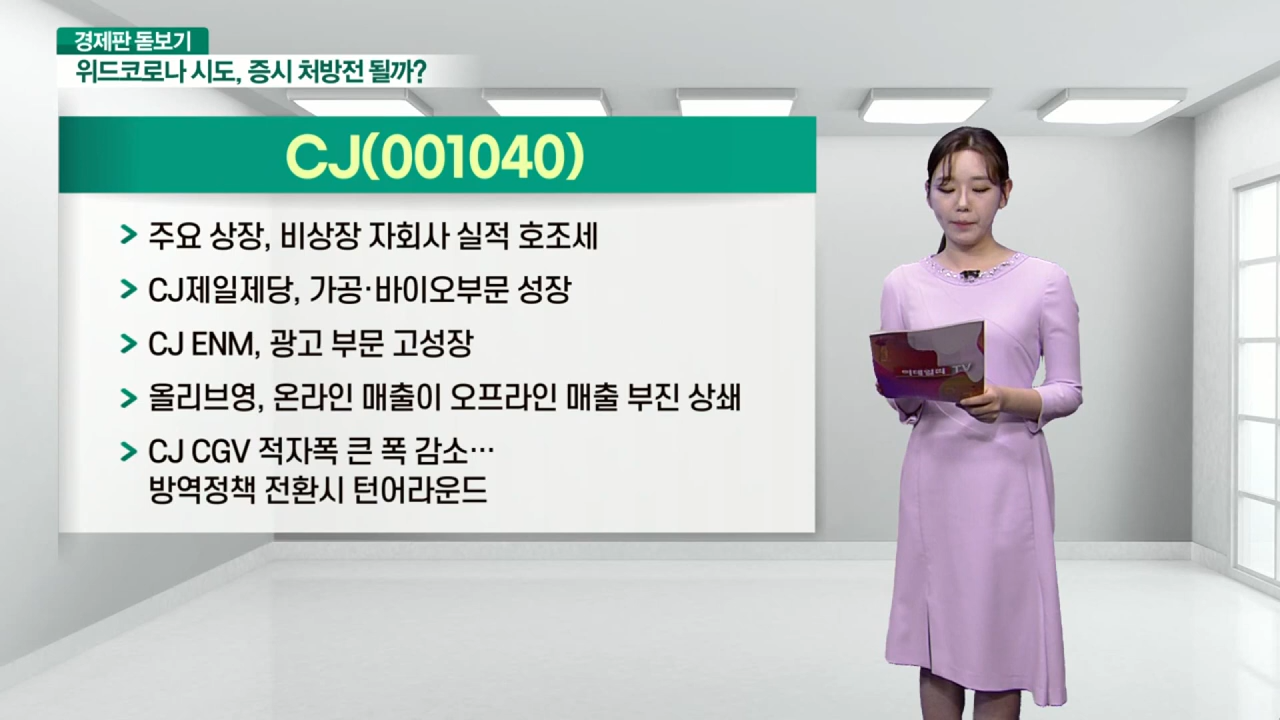 경제판 돋보기
위드코로나 시도, 증시 처방전 될까?
CJ(001040)
> 주요 상장, 비상장 자회사 실적 호조세
> CJ제일제당, 가공·바이오부문 성장
> CJ ENM, 광고 부문 고성장
> 올리브영, 온라인 매출이 오프라인 매출 부진 상쇄
> CJ CGV 적자폭 큰 폭 감소…
방역정책 전환시 턴어라운드
이데일리 TV